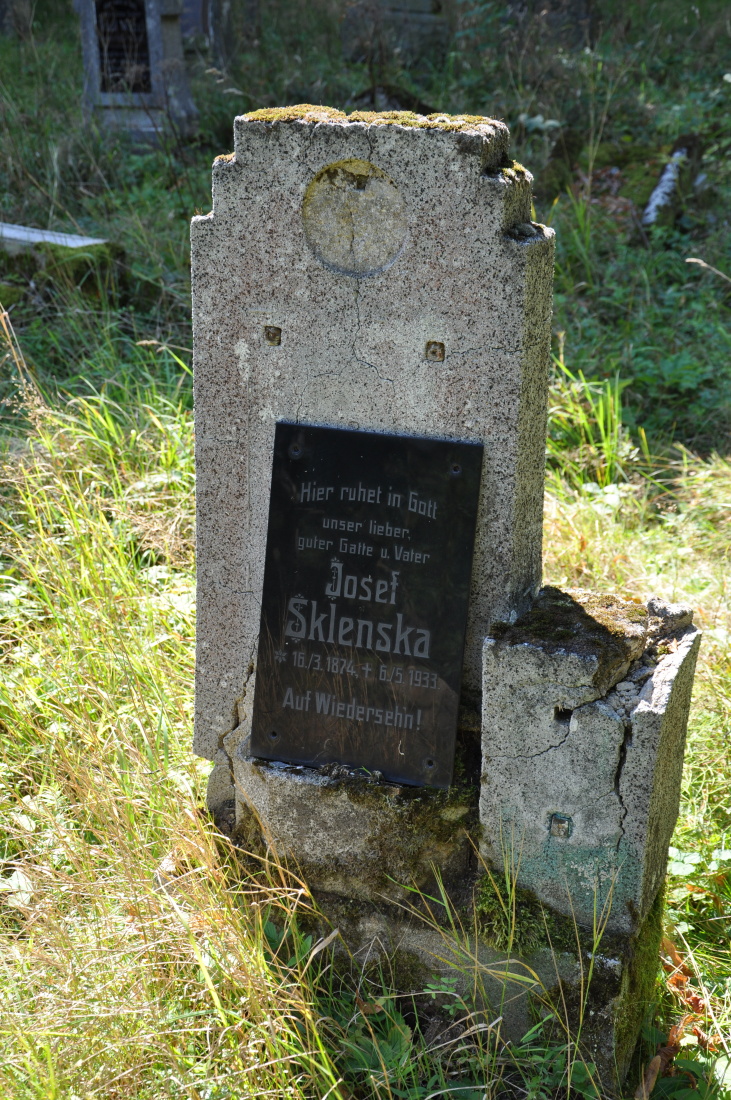 Hier ruhet in Gott
unser lieber,
guter Gatte u. Vater
Josef
Sklenska
* 16/3.1874. + 6/5 1933.
Auf Wiedersehn!